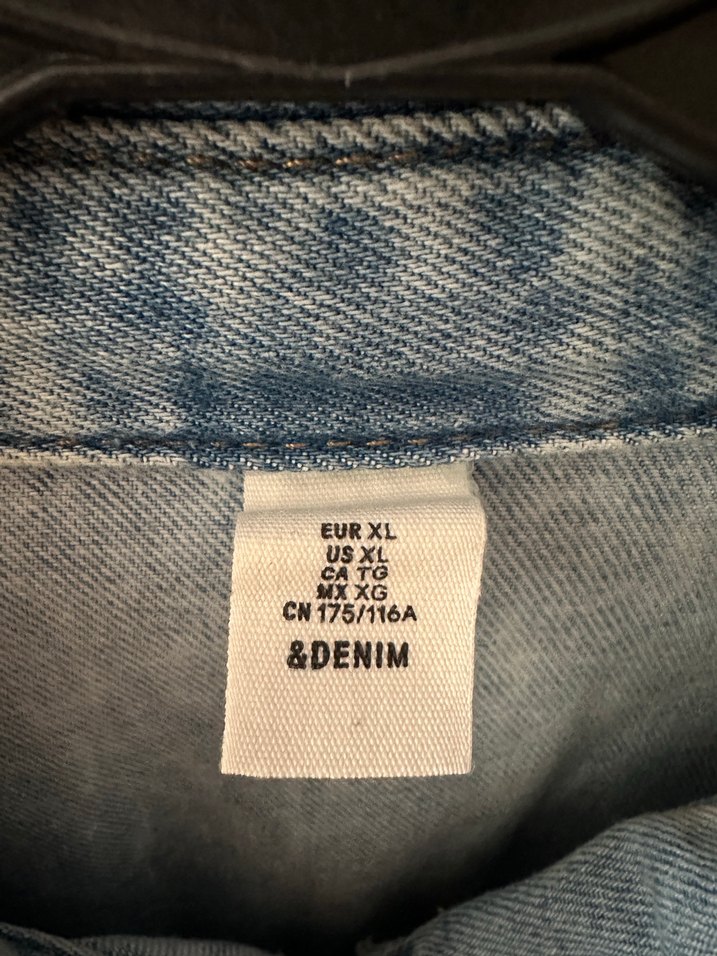 EUR XL
US XL
CA TG
MX XG
CN 175/116A
&DENIM